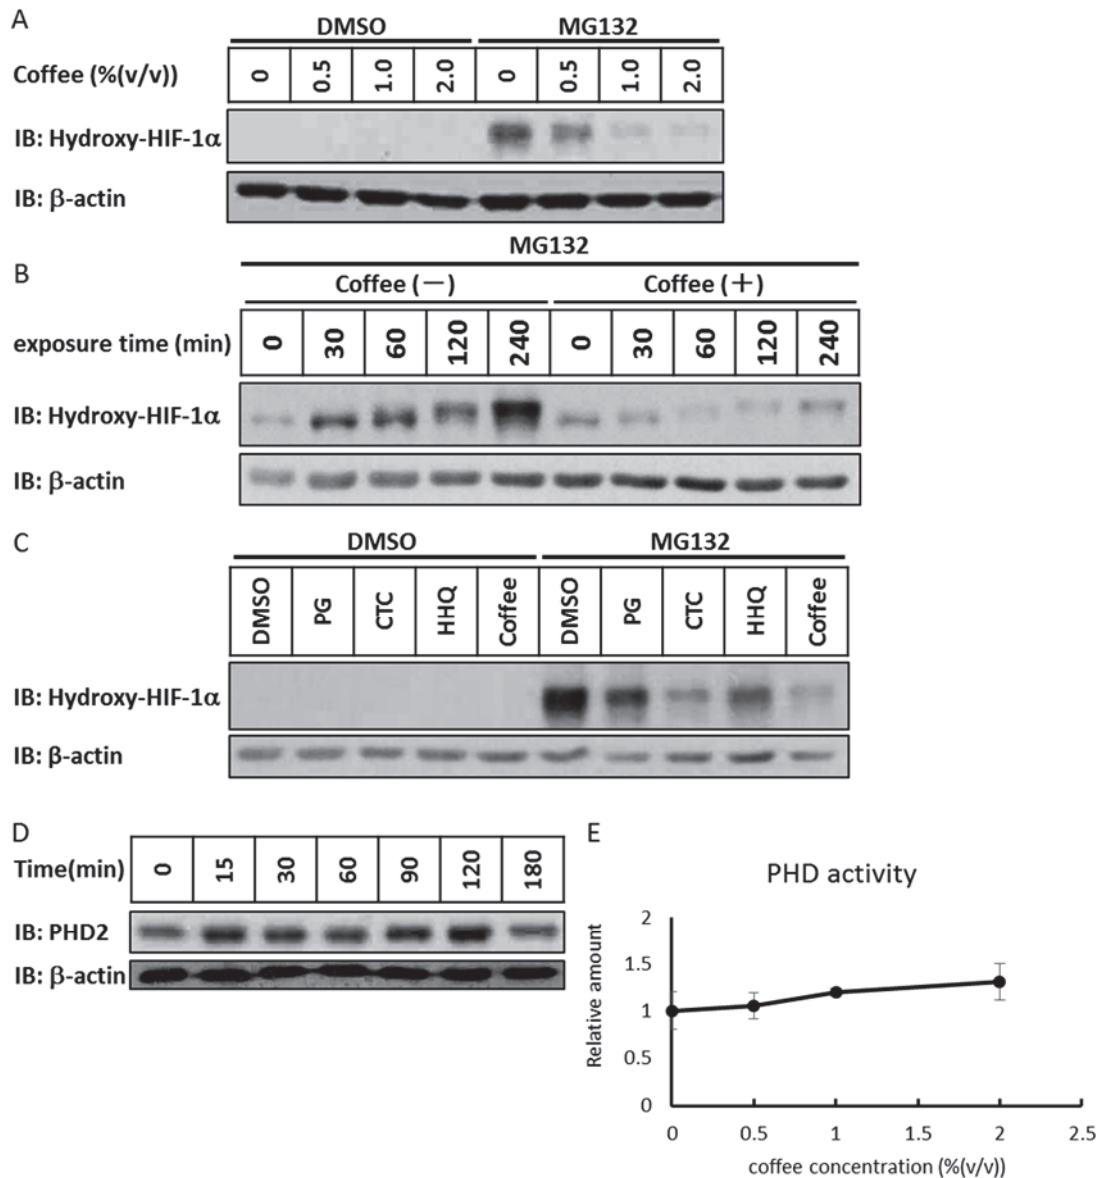 A
DMSO MG132
Coffee (%(v/v)) 0 0.5 1.0 2.0 0 0.5 1.0 2.0
IB: Hydroxy-HIF-1α
IB: β-actin
MG132
B
Coffee (−) Coffee (+)
exposure time (min) 0 30 60 120 240 0 30 60 120 240
IB: Hydroxy-HIF-1α
IB: β-actin
C
DMSO MG132
DMSO PG CTC HHQ Coffee DMSO PG CTC HHQ Coffee
IB: Hydroxy-HIF-1α
IB: β-actin
D
Time(min) 0 15 30 60 90 120 180
IB: PHD2
IB: β-actin
E
PHD activity
Relative amount
2
1.5
1
0.5
0
0 0.5 1 1.5 2 2.5
coffee concentration (%(v/v))